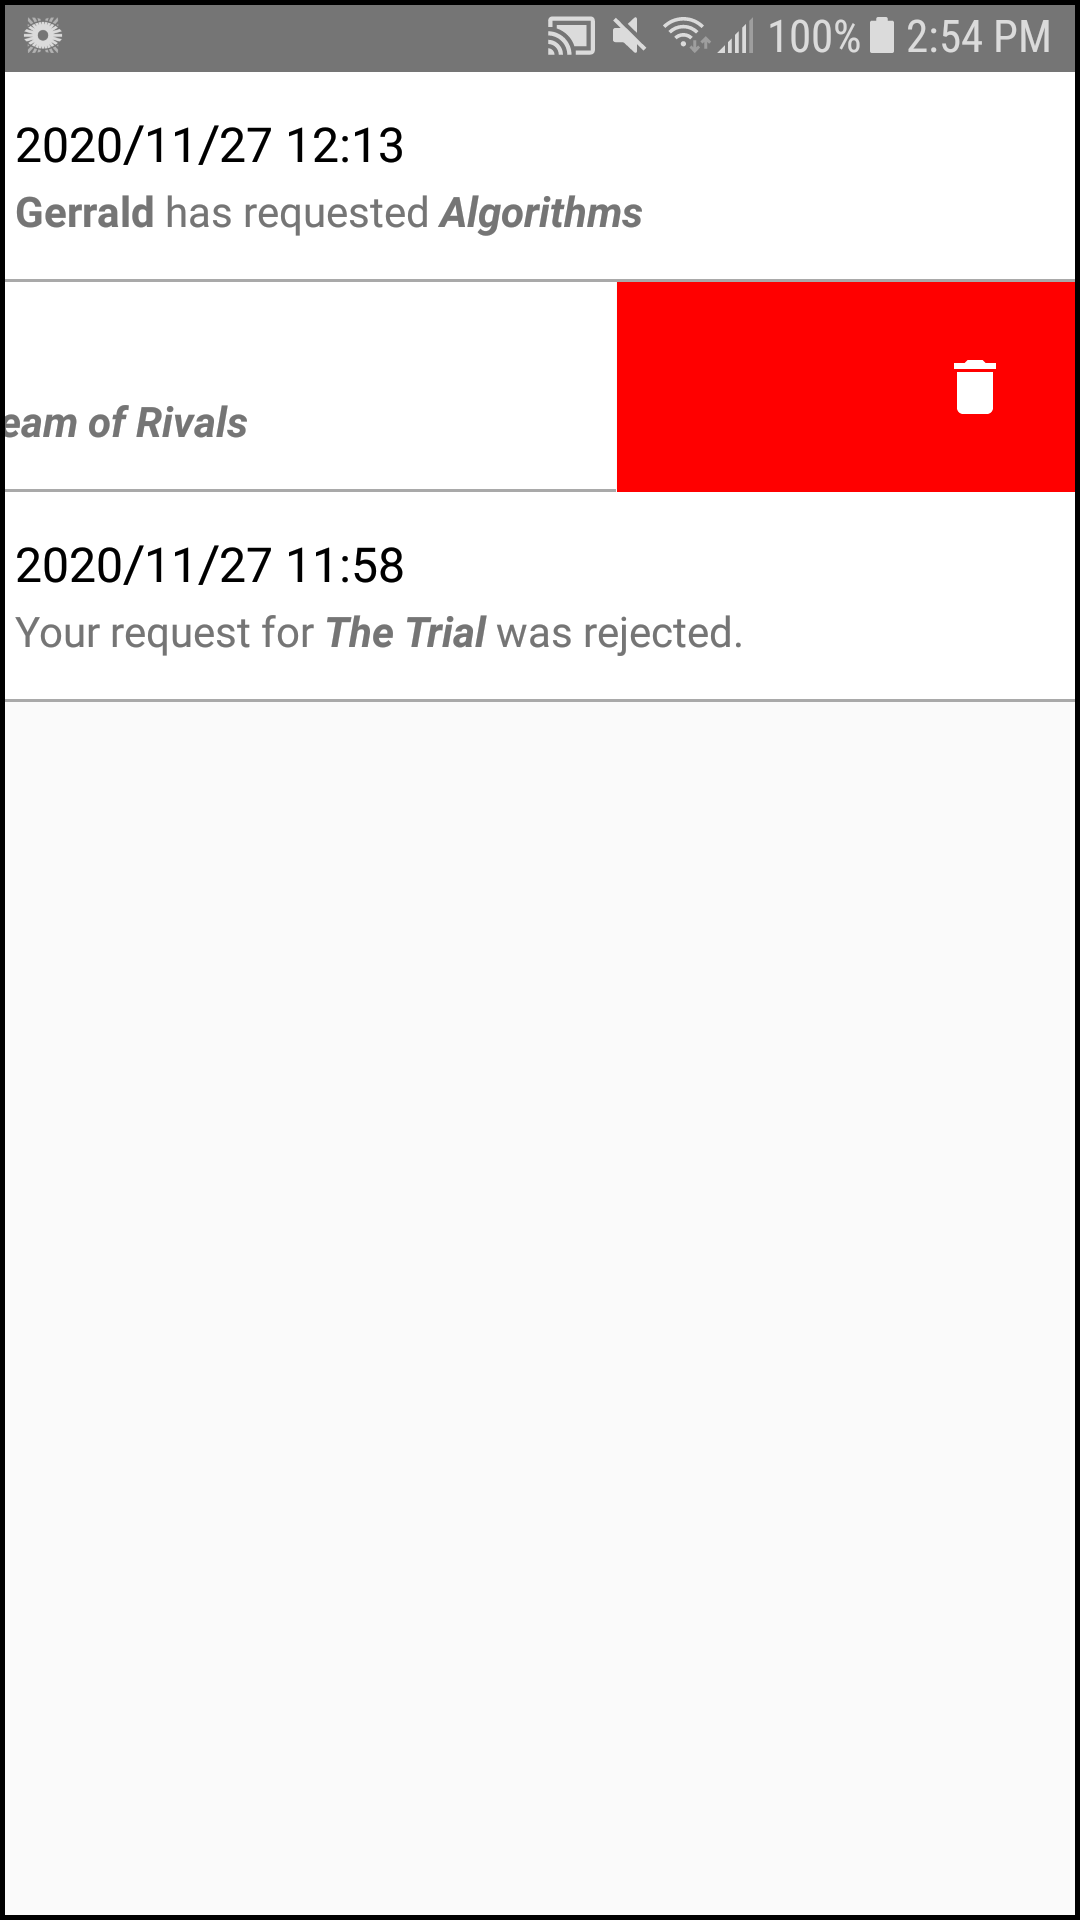 100% 2:54 PM
2020/11/27 12:13
Gerrald has requested Algorithms
eam of Rivals
2020/11/27 11:58
Your request for The Trial was rejected.